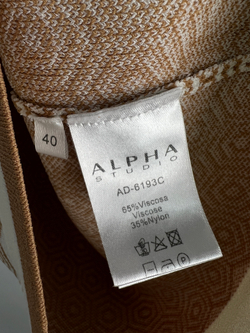 40
ALPHA
STUDIO
AD-6193C
65%Viscosa
Viscose
35%Nylon